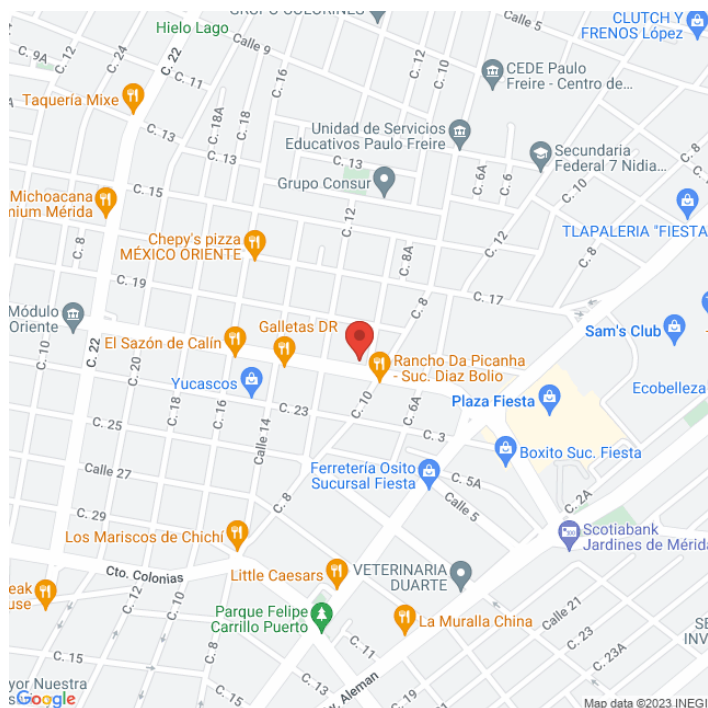 GRUPO COLORINES
Calle 5
CLUTCH Y
FRENOS López
Hielo Lago
C. 24
C. 22
C. 12
C. 9A
Calle 9
C. 16
C. 11
CEDE Paulo
Freire - Centro de...
Taquería Mixe
C. 18A
C. 13
Unidad de Servicios
Educativos Paulo Freire
C. 13
C. 6A
C. 6
Secundaria
Federal 7 Nidia...
C. 8
C. 10
Grupo Consur
C. 15
Michoacana
nium Mérida
C. 12
C. 12
TLAPALERIA "FIESTA
Chepy's pizza
MÉXICO ORIENTE
C. 8
C. 8A
C. 8
C. 8
C. 19
C. 17
Módulo
Oriente
Galletas DR
El Sazón de Calín
Sam's Club
C. 10
C. 22
C. 20
Rancho Da Picanha
- Suc. Diaz Bolio
Yucascos
Ecobelleza
Plaza Fiesta
C. 18
C. 16
Calle 14
C. 23
C. 10
C. 6A
C. 3
C. 25
Boxito Suc. Fiesta
Calle 27
Ferretería Osito
Sucursal Fiesta
C. 5A
Calle 5
C. 2A
C. 29
C. 8
Scotiabank
Jardines de Mérida
Los Mariscos de Chichí
Cto. Colonias
Little Caesars
VETERINARIA
DUARTE
eak
use
C. 12
C. 10
C. 8
Parque Felipe
Carrillo Puerto
La Muralla China
Calle 21
C. 23
C. 23A
SE
INV
C. 11
C. 15
C. 13
yor Nuestra
. Aleman
C. 19
C. 15
Google
Map data ©2023 INEGI